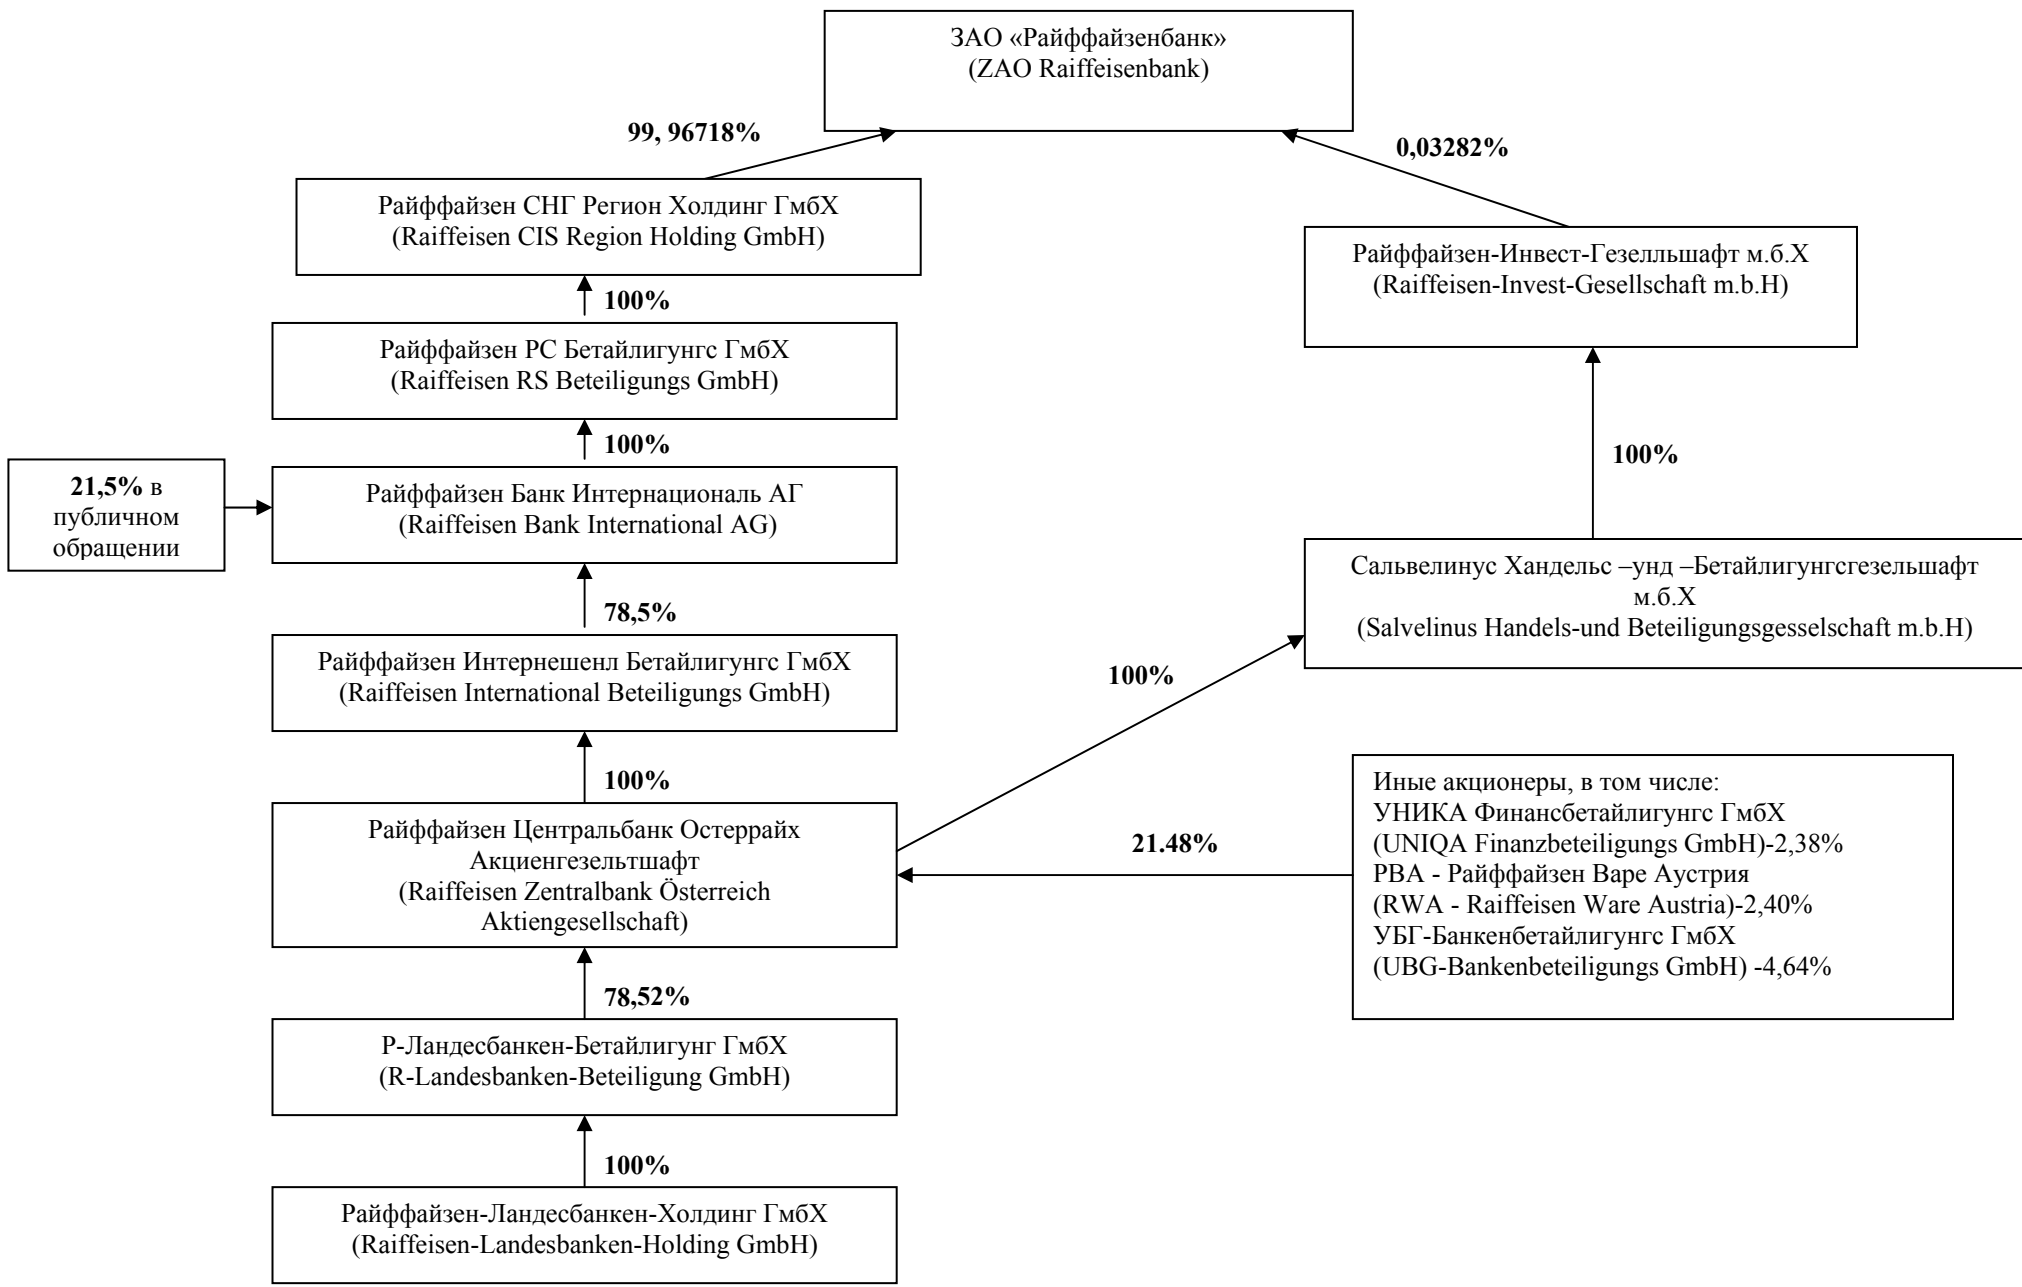 ЗАО «Райффайзенбанк»
(ZAO Raiffeisenbank)
99, 96718%
0,03282%
Райффайзен СНГ Регион Холдинг ГмбХ
(Raiffeisen CIS Region Holding GmbH)
Райффайзен-Инвест-Гезелльшафт м.б.Х
(Raiffeisen-Invest-Gesellschaft m.b.H)
100%
Райффайзен РС Бетайлигунгс ГмбХ
(Raiffeisen RS Beteiligungs GmbH)
100%
100%
21,5% в
публичном
обращении
Райффайзен Банк Интернациональ АГ
(Raiffeisen Bank International AG)
Сальвелинус Хандельс –унд –Бетайлигунгсгезельшафт
м.б.Х
(Salvelinus Handels-und Beteiligungsgesselschaft m.b.H)
78,5%
Райффайзен Интернешенл Бетайлигунгс ГмбХ
(Raiffeisen International Beteiligungs GmbH)
100%
100%
Райффайзен Центральбанк Остеррайх
Акциенгезельтшафт
(Raiffeisen Zentralbank Österreich
Aktiengesellschaft)
21.48%
Иные акционеры, в том числе:
УНИКА Финансбетайлигунгс ГмбХ
(UNIQA Finanzbeteiligungs GmbH)-2,38%
РВА - Райффайзен Варе Аустрия
(RWA - Raiffeisen Ware Austria)-2,40%
УБГ-Банкенбетайлигунгс ГмбХ
(UBG-Bankenbeteiligungs GmbH) -4,64%
78,52%
Р-Ландесбанкен-Бетайлигунг ГмбХ
(R-Landesbanken-Beteiligung GmbH)
100%
Райффайзен-Ландесбанкен-Холдинг ГмбХ
(Raiffeisen-Landesbanken-Holding GmbH)